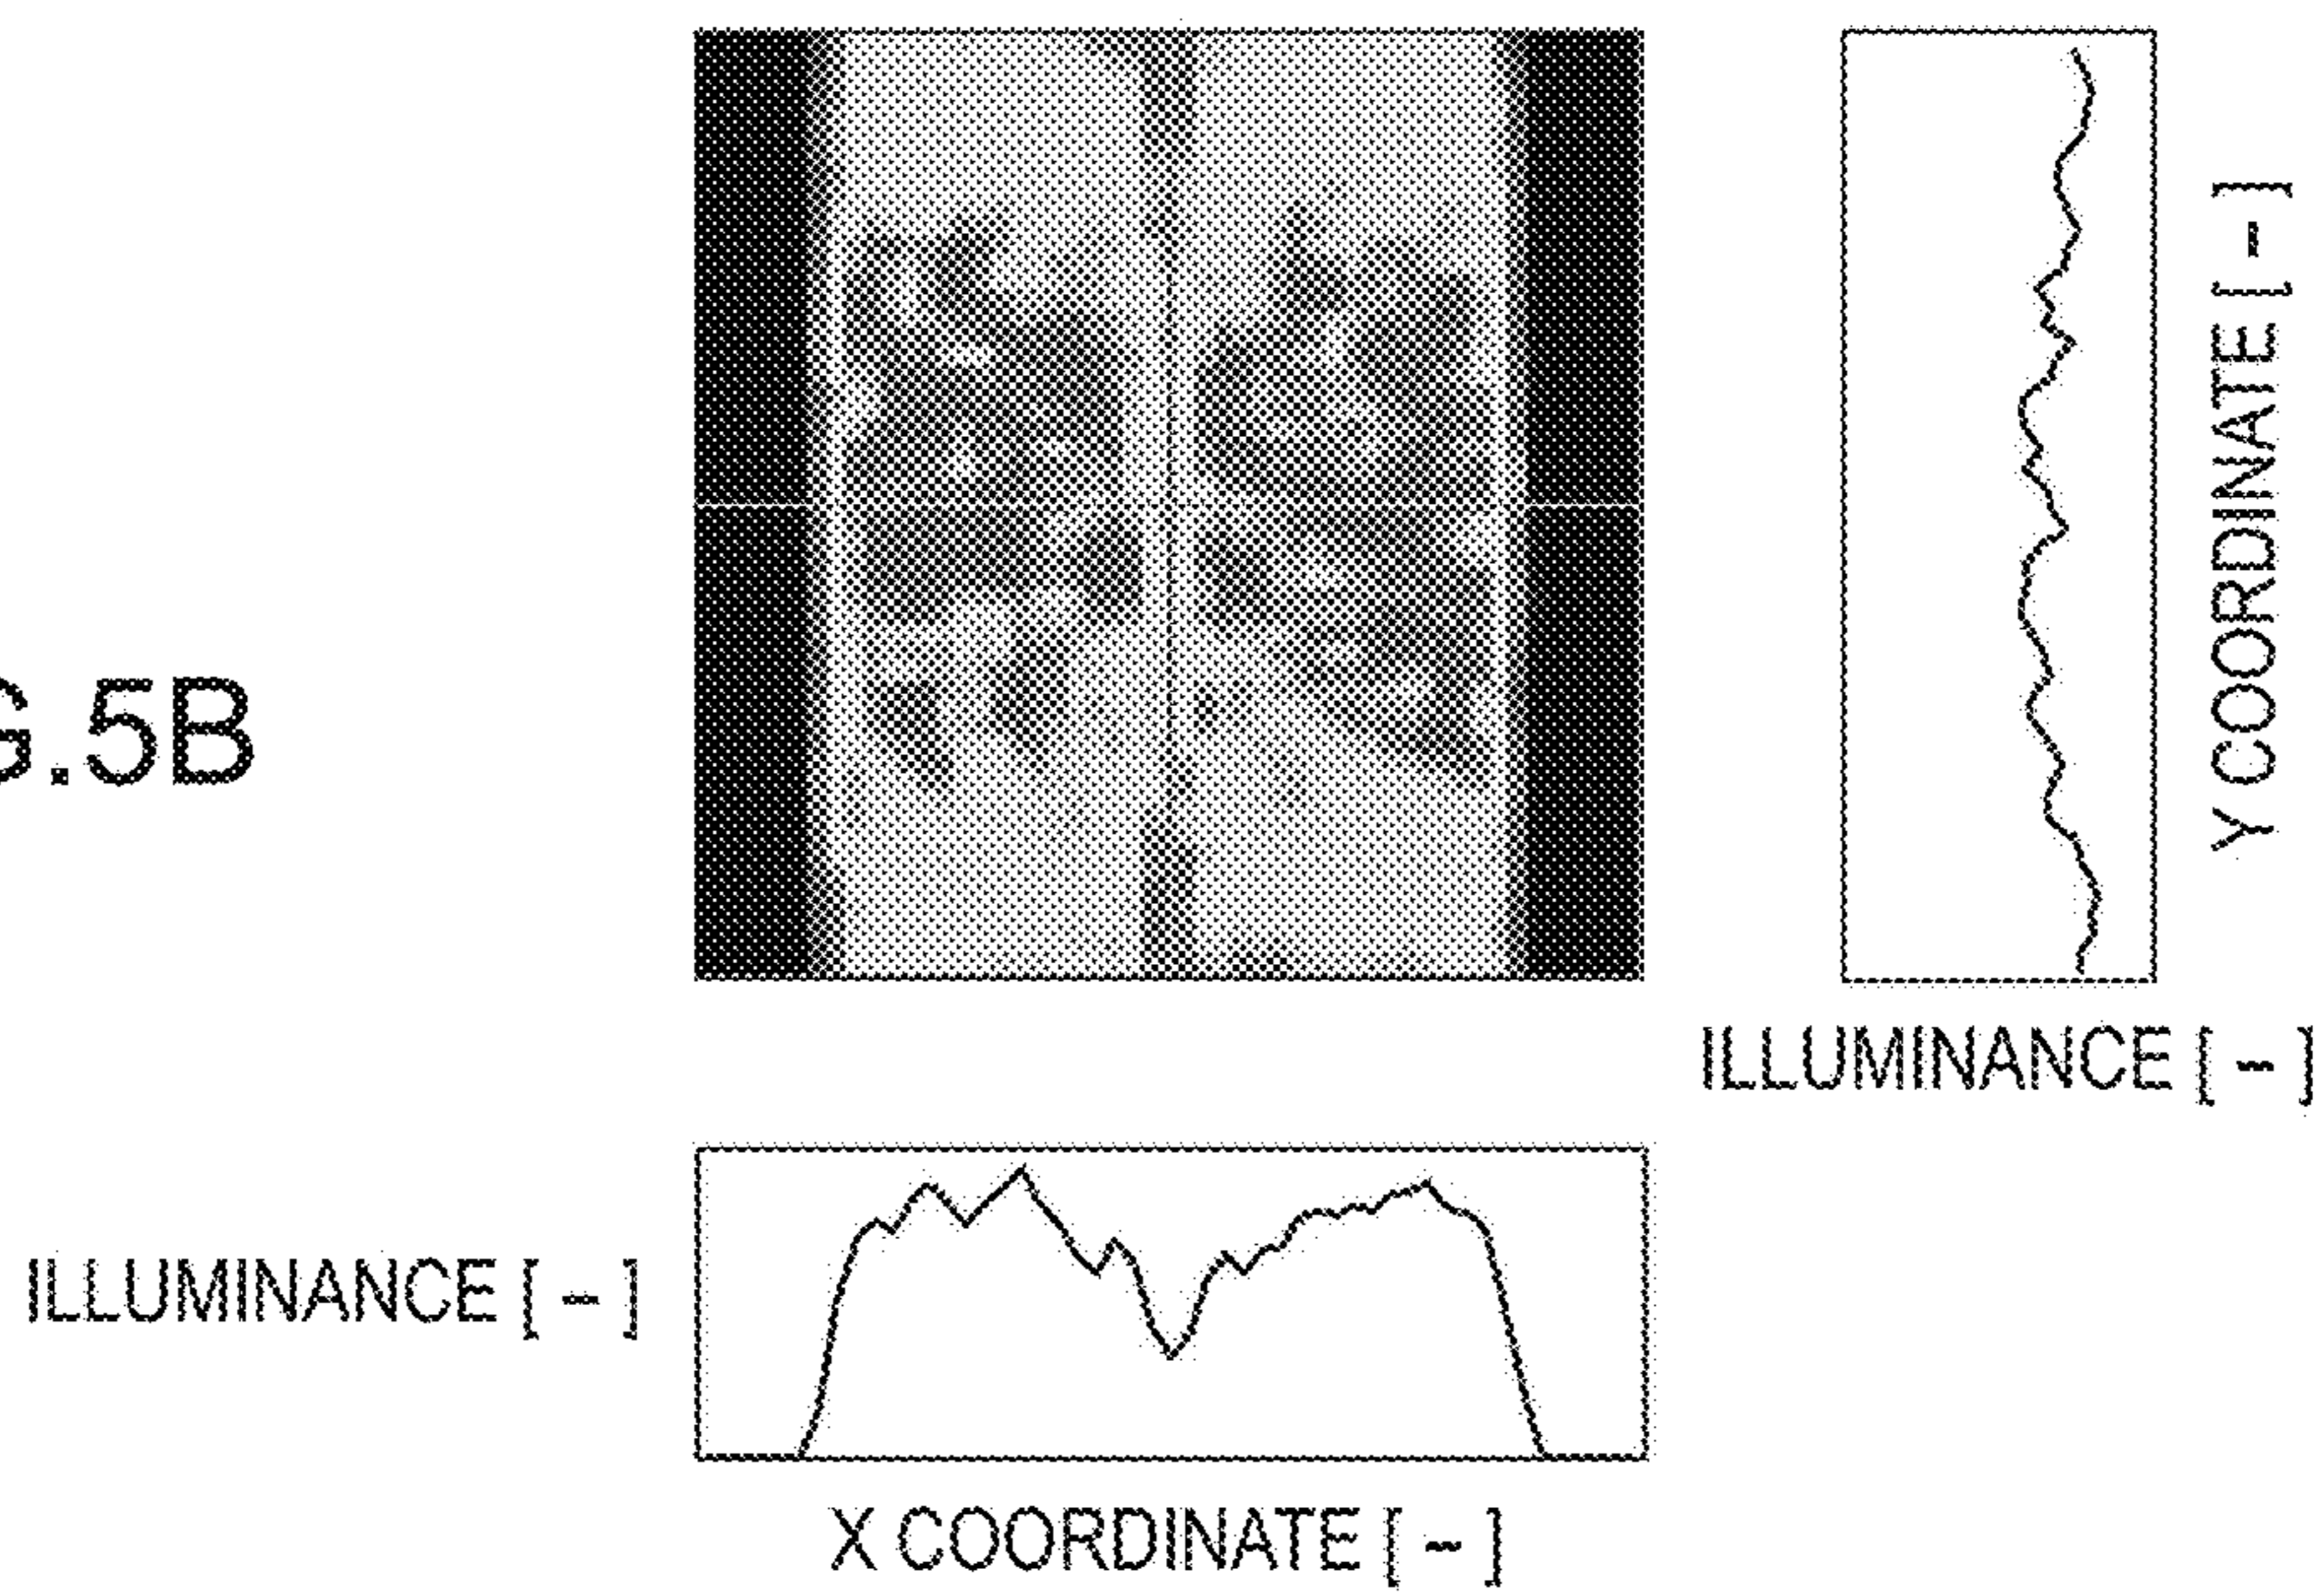 G.5B
Y COORDINATE [ - ]
ILLUMINANCE [ - ]
ILLUMINANCE [ - ]
X COORDINATE [ - ]